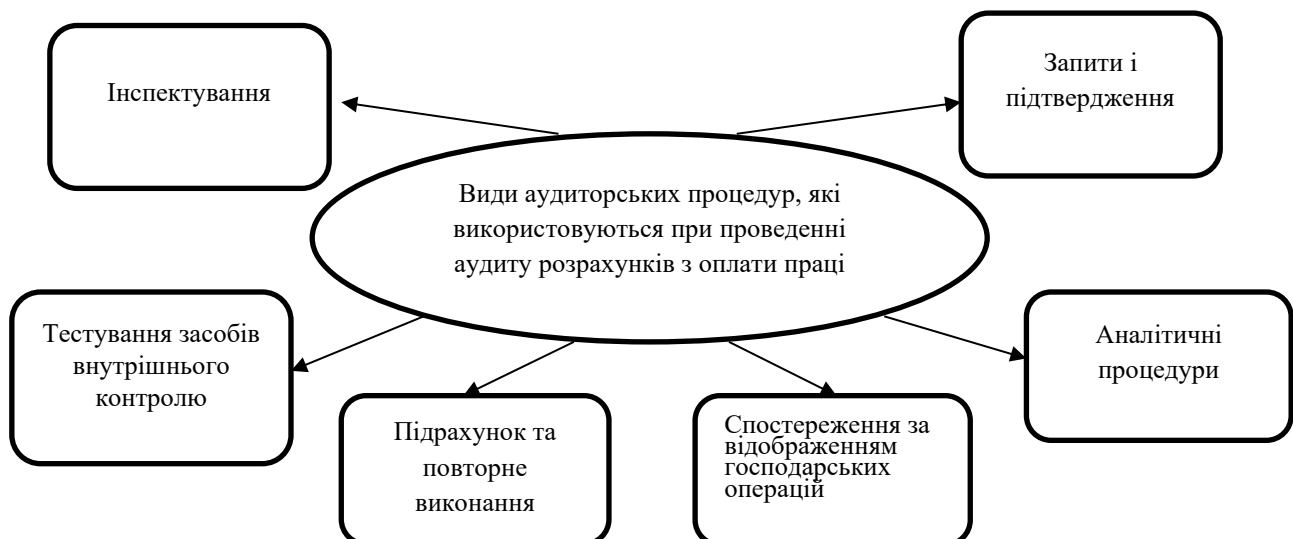 Інспектування
Запити і
підтвердження
Види аудиторських процедур, які
використовуються при проведенні
аудиту розрахунків з оплати праці
Тестування засобів
внутрішнього
контролю
Підрахунок та
повторне
виконання
Спостереження за
відображенням
господарських
операцій
Аналітичні
процедури